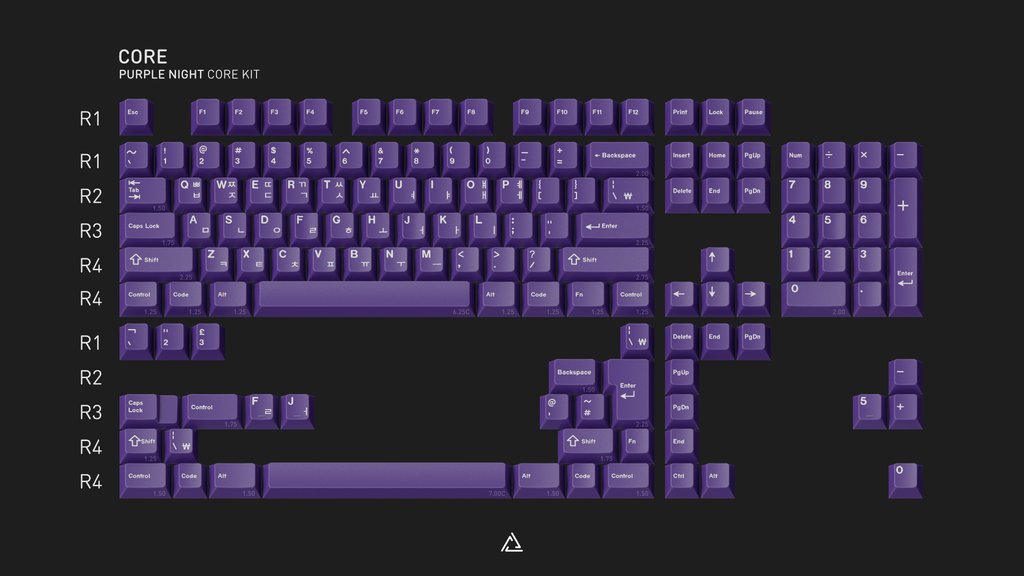 CORE
PURPLE NIGHT CORE KIT
R1 Esc F1 F2 F3 F4 F5 F6 F7 F8 F9 F10 F11 F12 Print Lock Pause
R1 ~ ` ! 1 @ 2 # 3 $ 4 % 5 ^ 6 & 7 * 8 ( 9 ) 0 _ - + = ← Backspace 2.00 Insert Home PgUp Num ÷ × −
R2 Tab 1.50 Q ㅃ ㅂ W ㅉ ㅈ E ㄸ ㄷ R ㄲ ㄱ T ㅆ ㅅ Y ㅛ U ㅕ I ㅑ O ㅒ ㅐ P ㅖ ㅔ { [ } ] ¦ \ ₩ 1.50 Delete End PgDn 7 8 9 +
R3 Caps Lock 1.75 A ㅁ S ㄴ D ㅇ F ㄹ G ㅎ H ㅗ J ㅓ K ㅏ L ㅣ : ; " ' Enter 2.25 4 5 6
R4 Shift 2.25 Z ㅋ X ㅌ C ㅊ V ㅍ B ㅠ N ㅜ M ㅡ < , > . ? / Shift 2.75 ↑ 1 2 3 Enter
R4 Control 1.25 Code 1.25 Alt 1.25 6.25C Alt 1.25 Code 1.25 Fn 1.25 Control 1.25 ← ↓ → 0 2.00 .
R1 ¬ ` " 2 £ 3 ¦ \ ₩ Delete End PgDn
R2 Backspace 1.50 Enter PgUp −
R3 Caps Lock Control 1.75 F ㄹ J ㅓ @ ' ~ # 2.25 PgDn 5 +
R4 Shift 1.25 ¦ \ ₩ Shift 1.75 Fn End
R4 Control 1.50 Code Alt 1.50 7.00C Alt 1.50 Code Control 1.50 Ctrl Alt 0